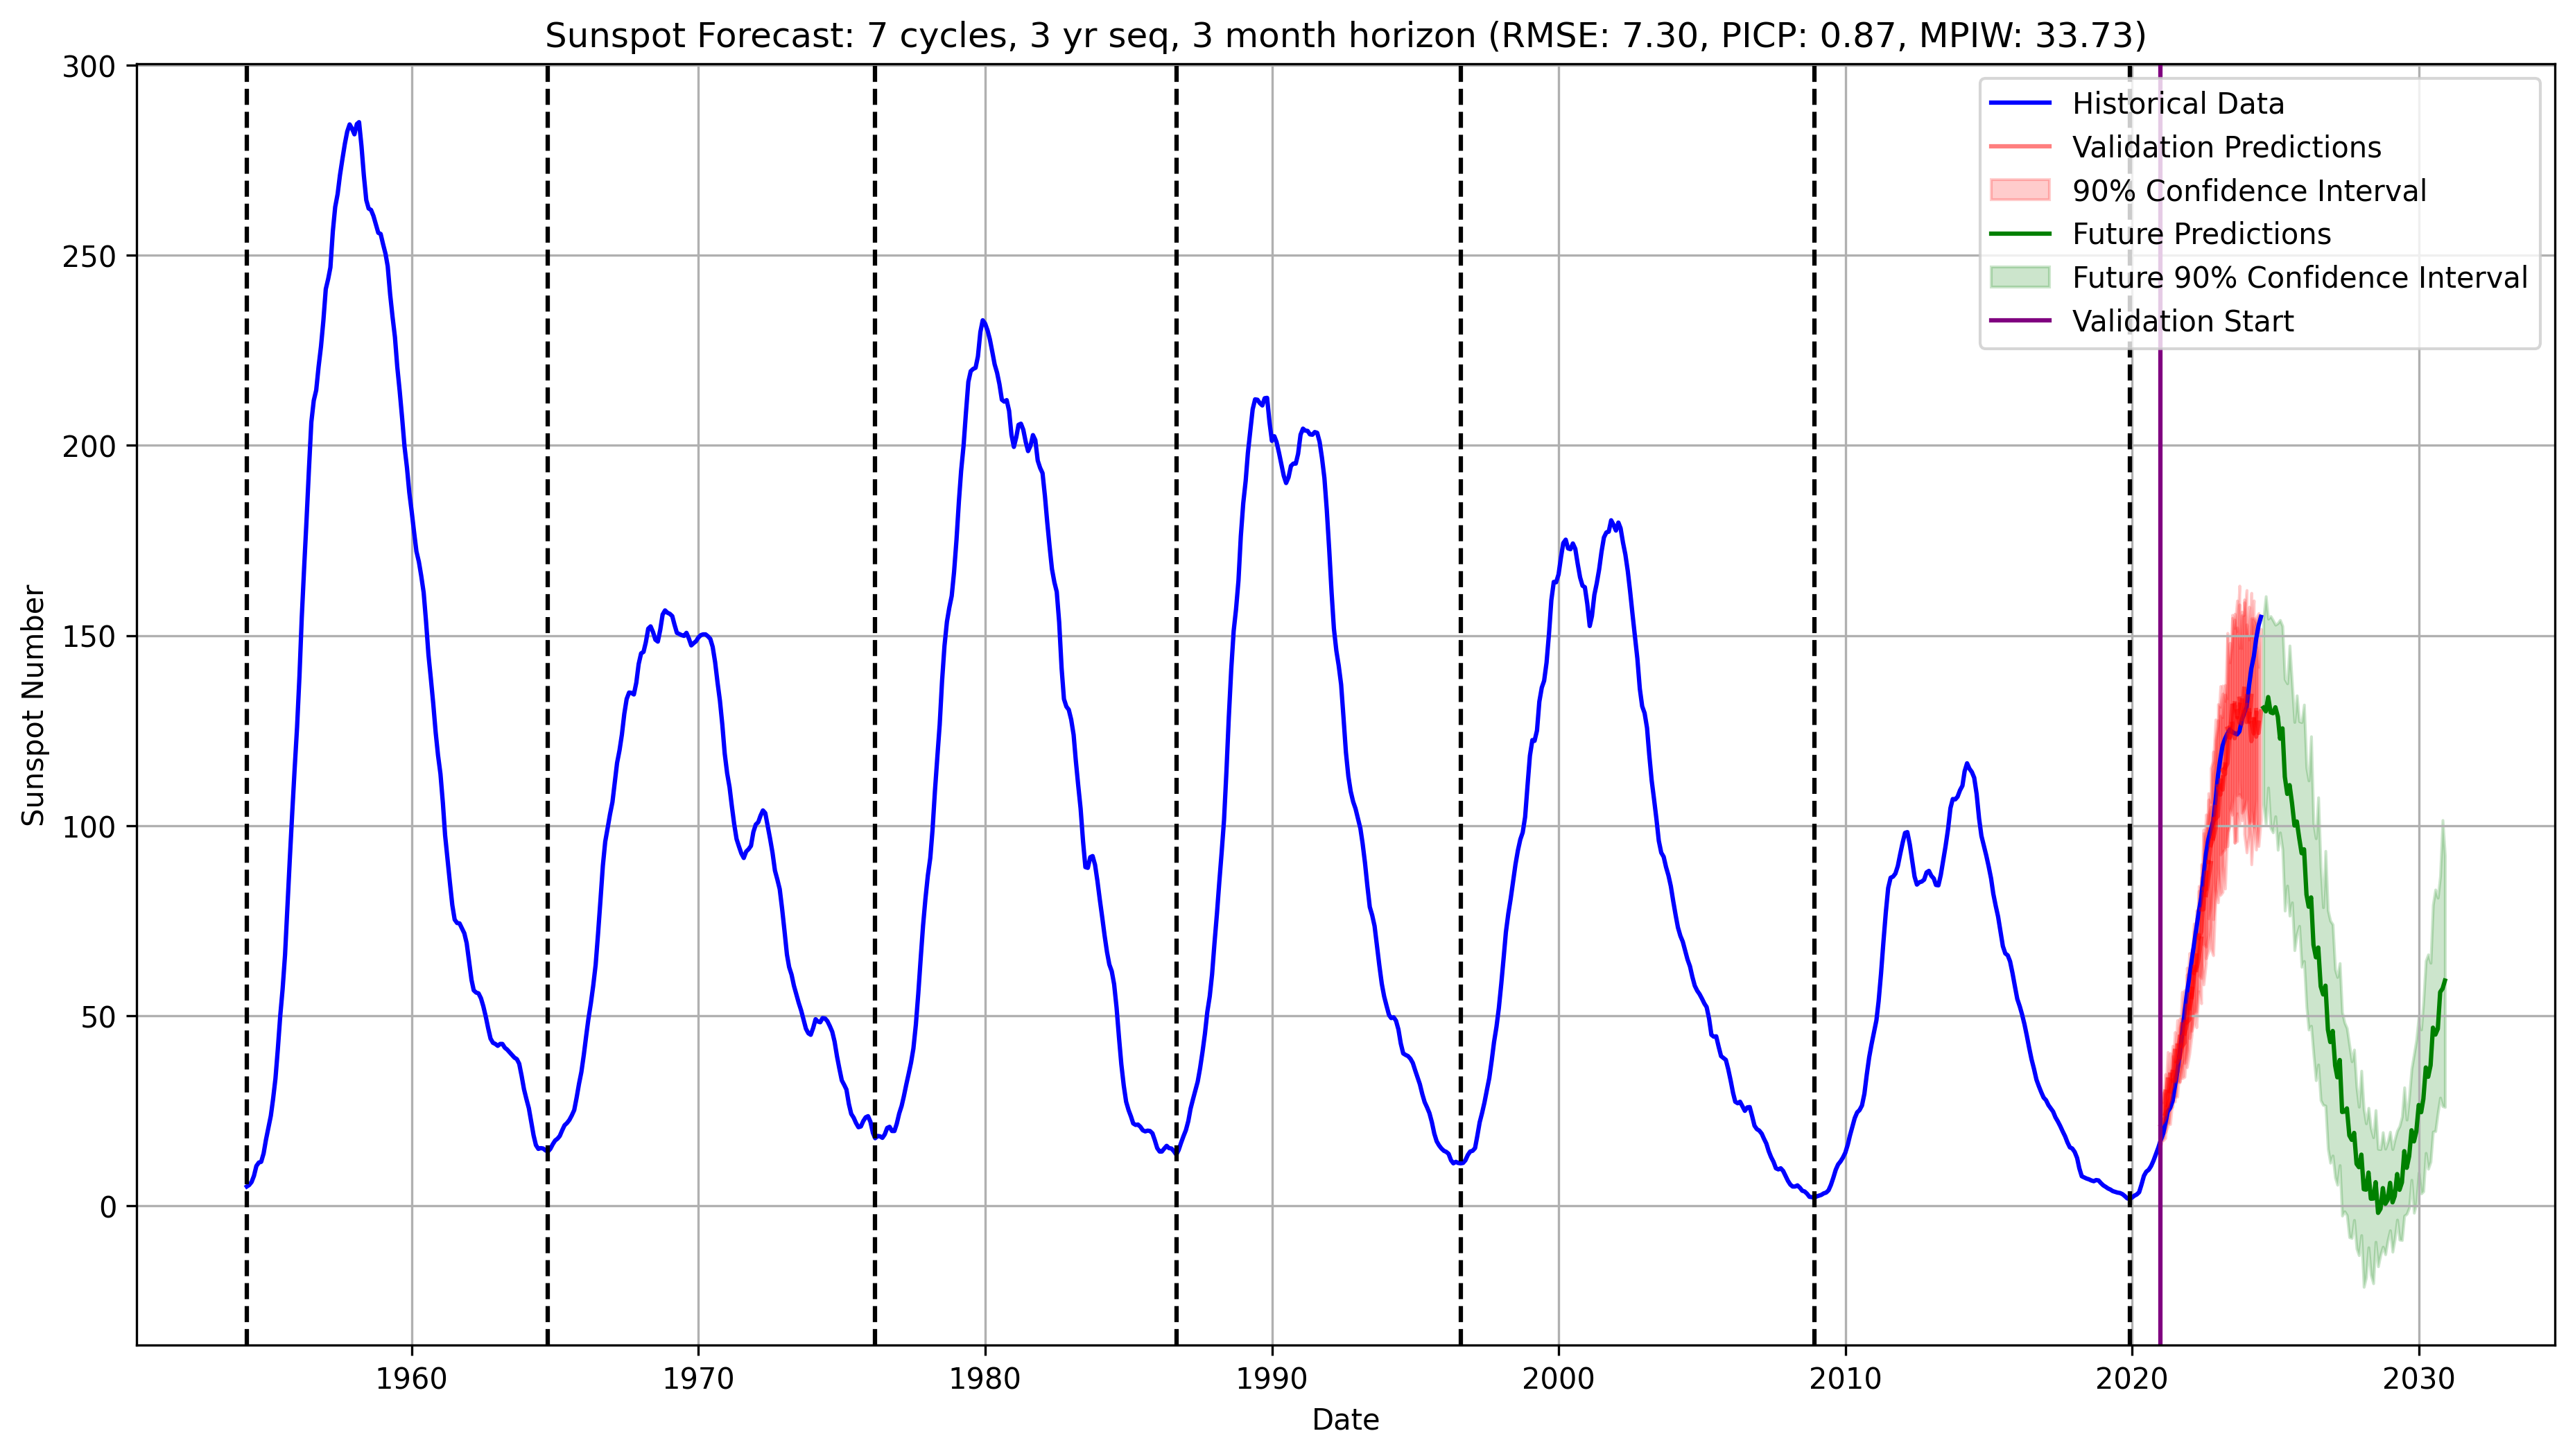 Sunspot Forecast: 7 cycles, 3 yr seq, 3 month horizon (RMSE: 7.30, PICP: 0.87, MPIW: 33.73)
Historical Data
Validation Predictions
90% Confidence Interval
Future Predictions
Future 90% Confidence Interval
Validation Start
Sunspot Number
300
250
200
150
100
50
0
1960 1970 1980 1990 2000 2010 2020 2030
Date